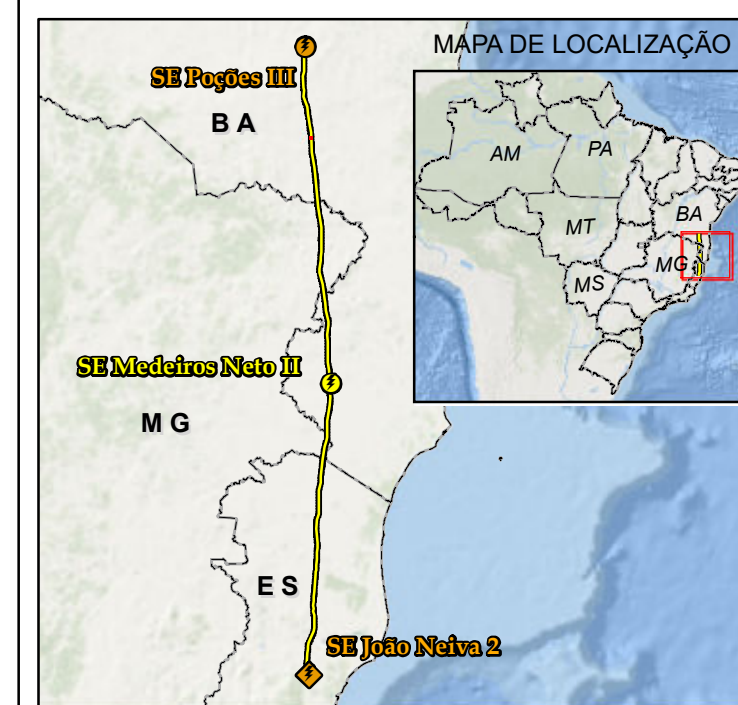 MAPA DE LOCALIZAÇÃO
SE Poções III
B A
AM
PA
BA
MT
MG
MS
SE Medeiros Neto II
M G
E S
SE João Neiva 2